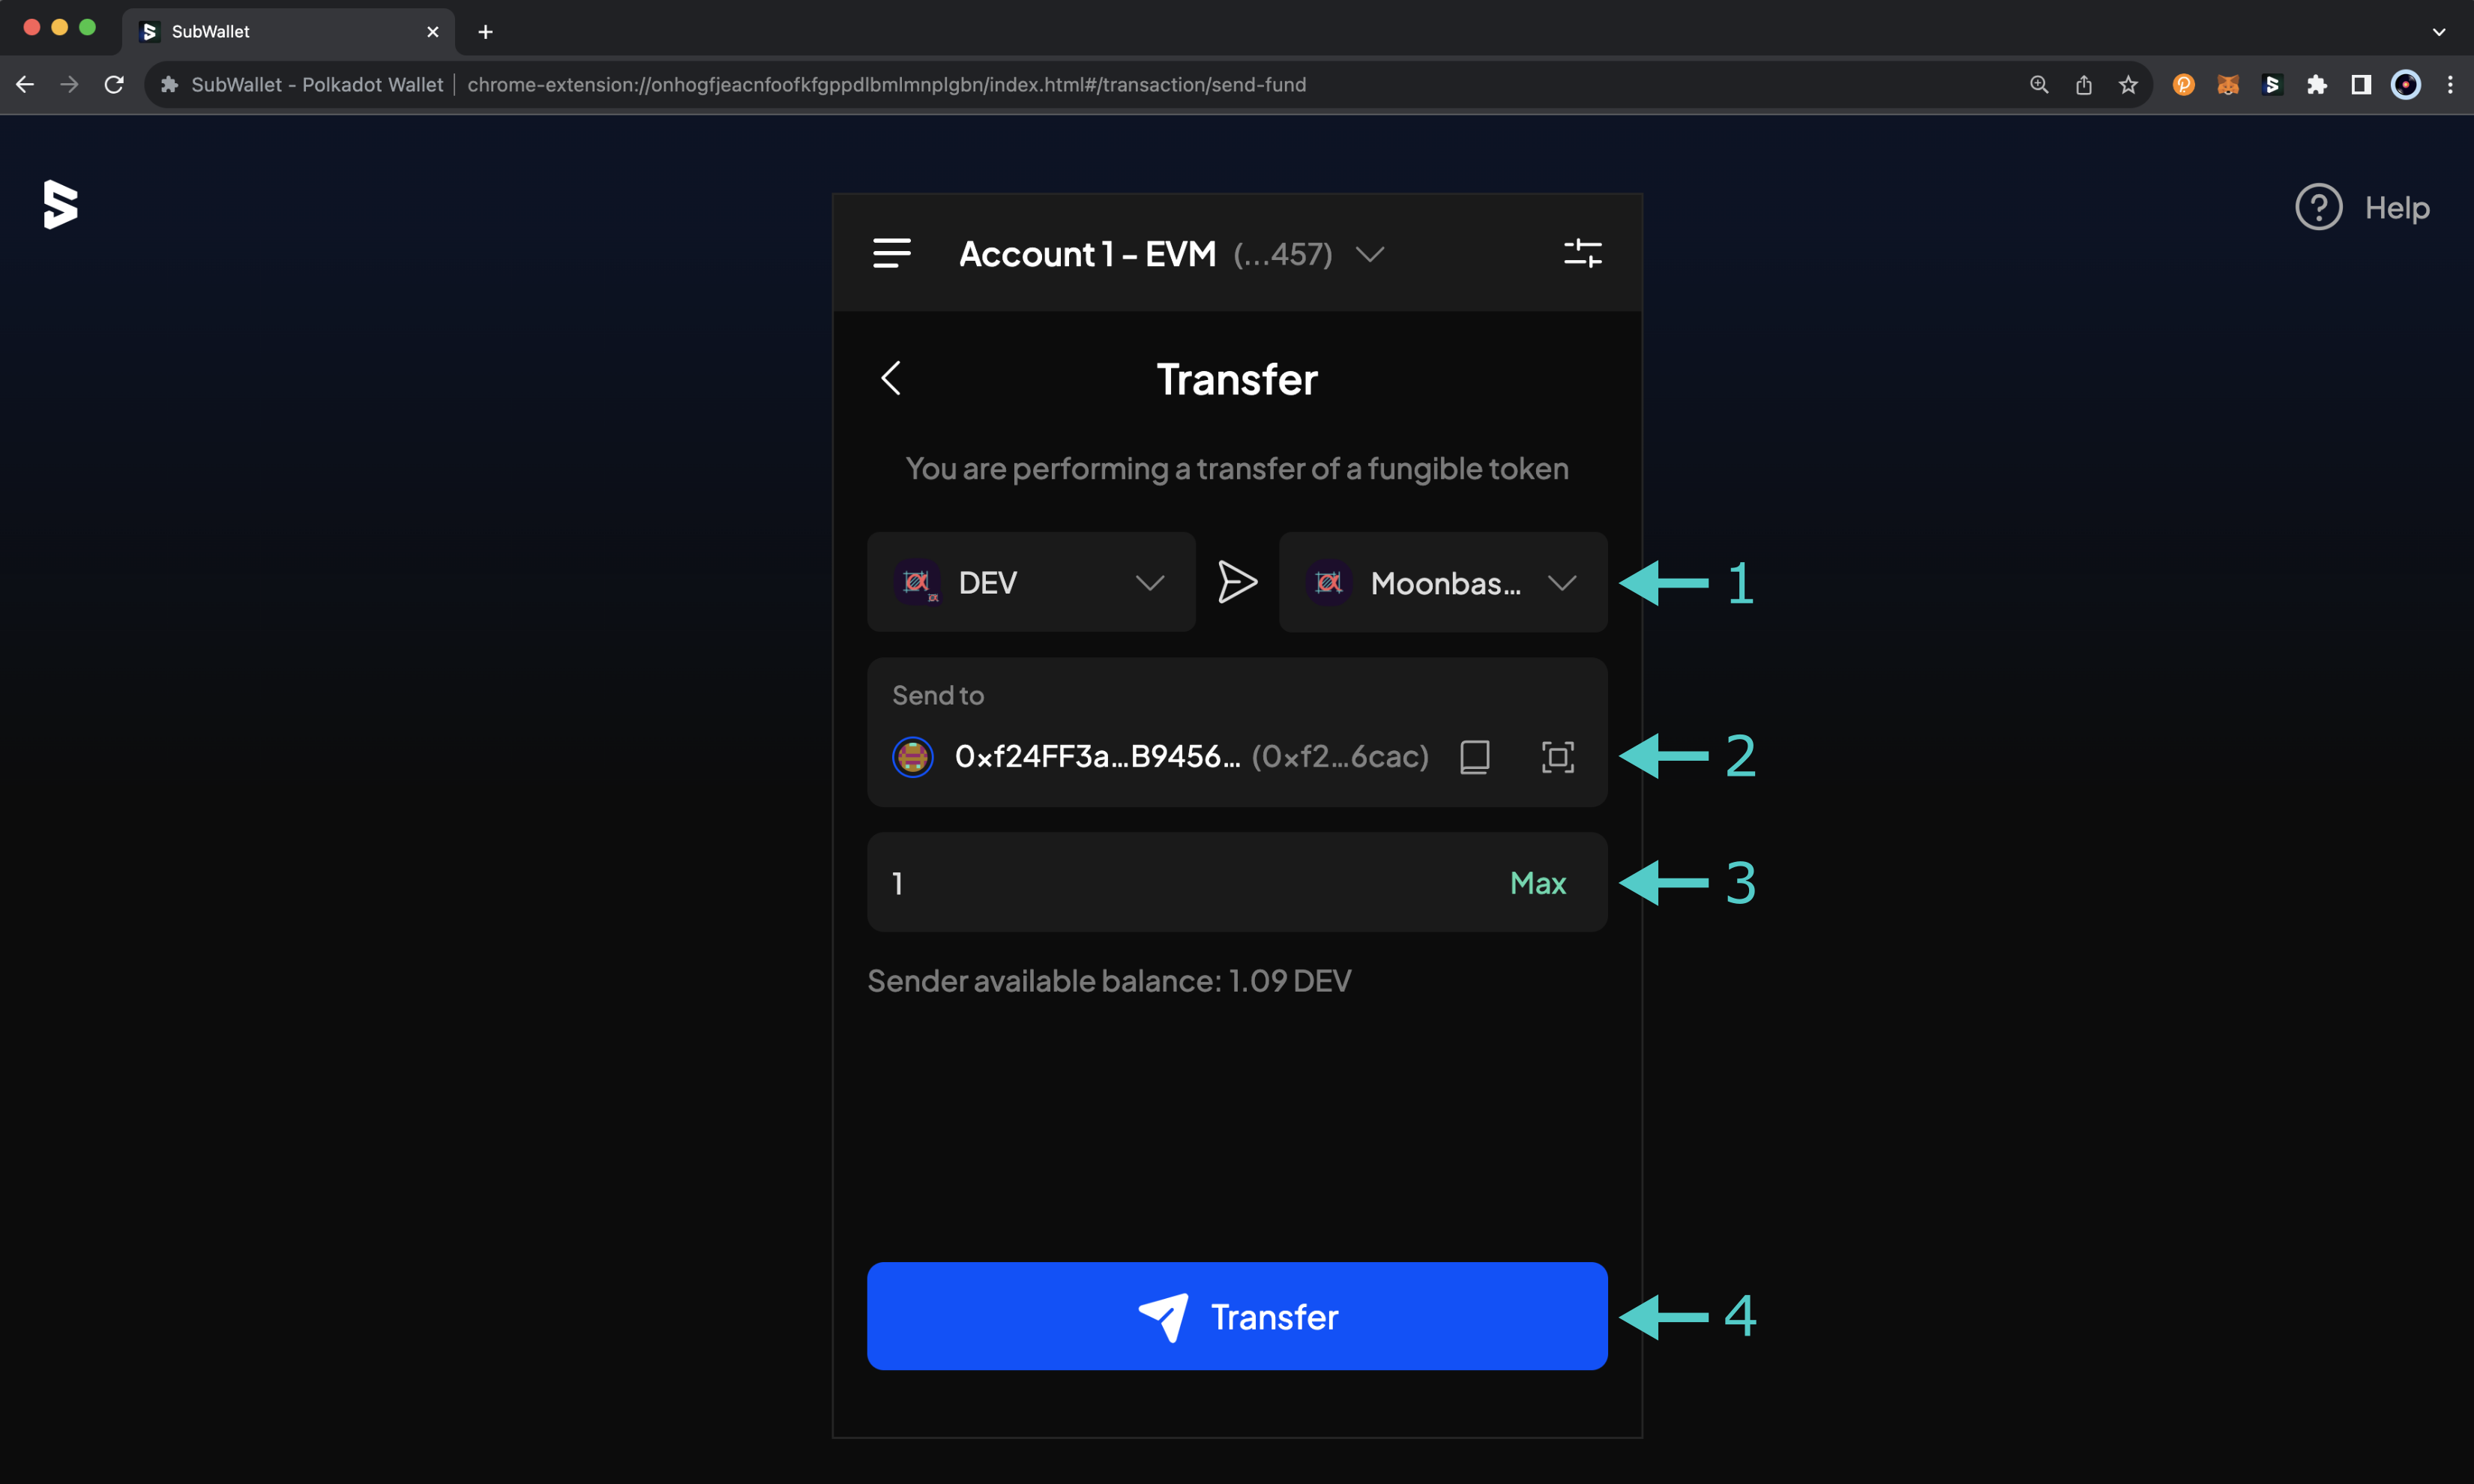 SubWallet
SubWallet - Polkadot Wallet | chrome-extension://onhogfjeacnfoofkfgppdlbmlmnplgbn/index.html#/transaction/send-fund
Help
Account 1 – EVM (...457)
Transfer
You are performing a transfer of a fungible token
DEV Moonbas... 1
Send to
0xf24FF3a...B9456... (0xf2...6cac) 2
1 Max 3
Sender available balance: 1.09 DEV
Transfer 4